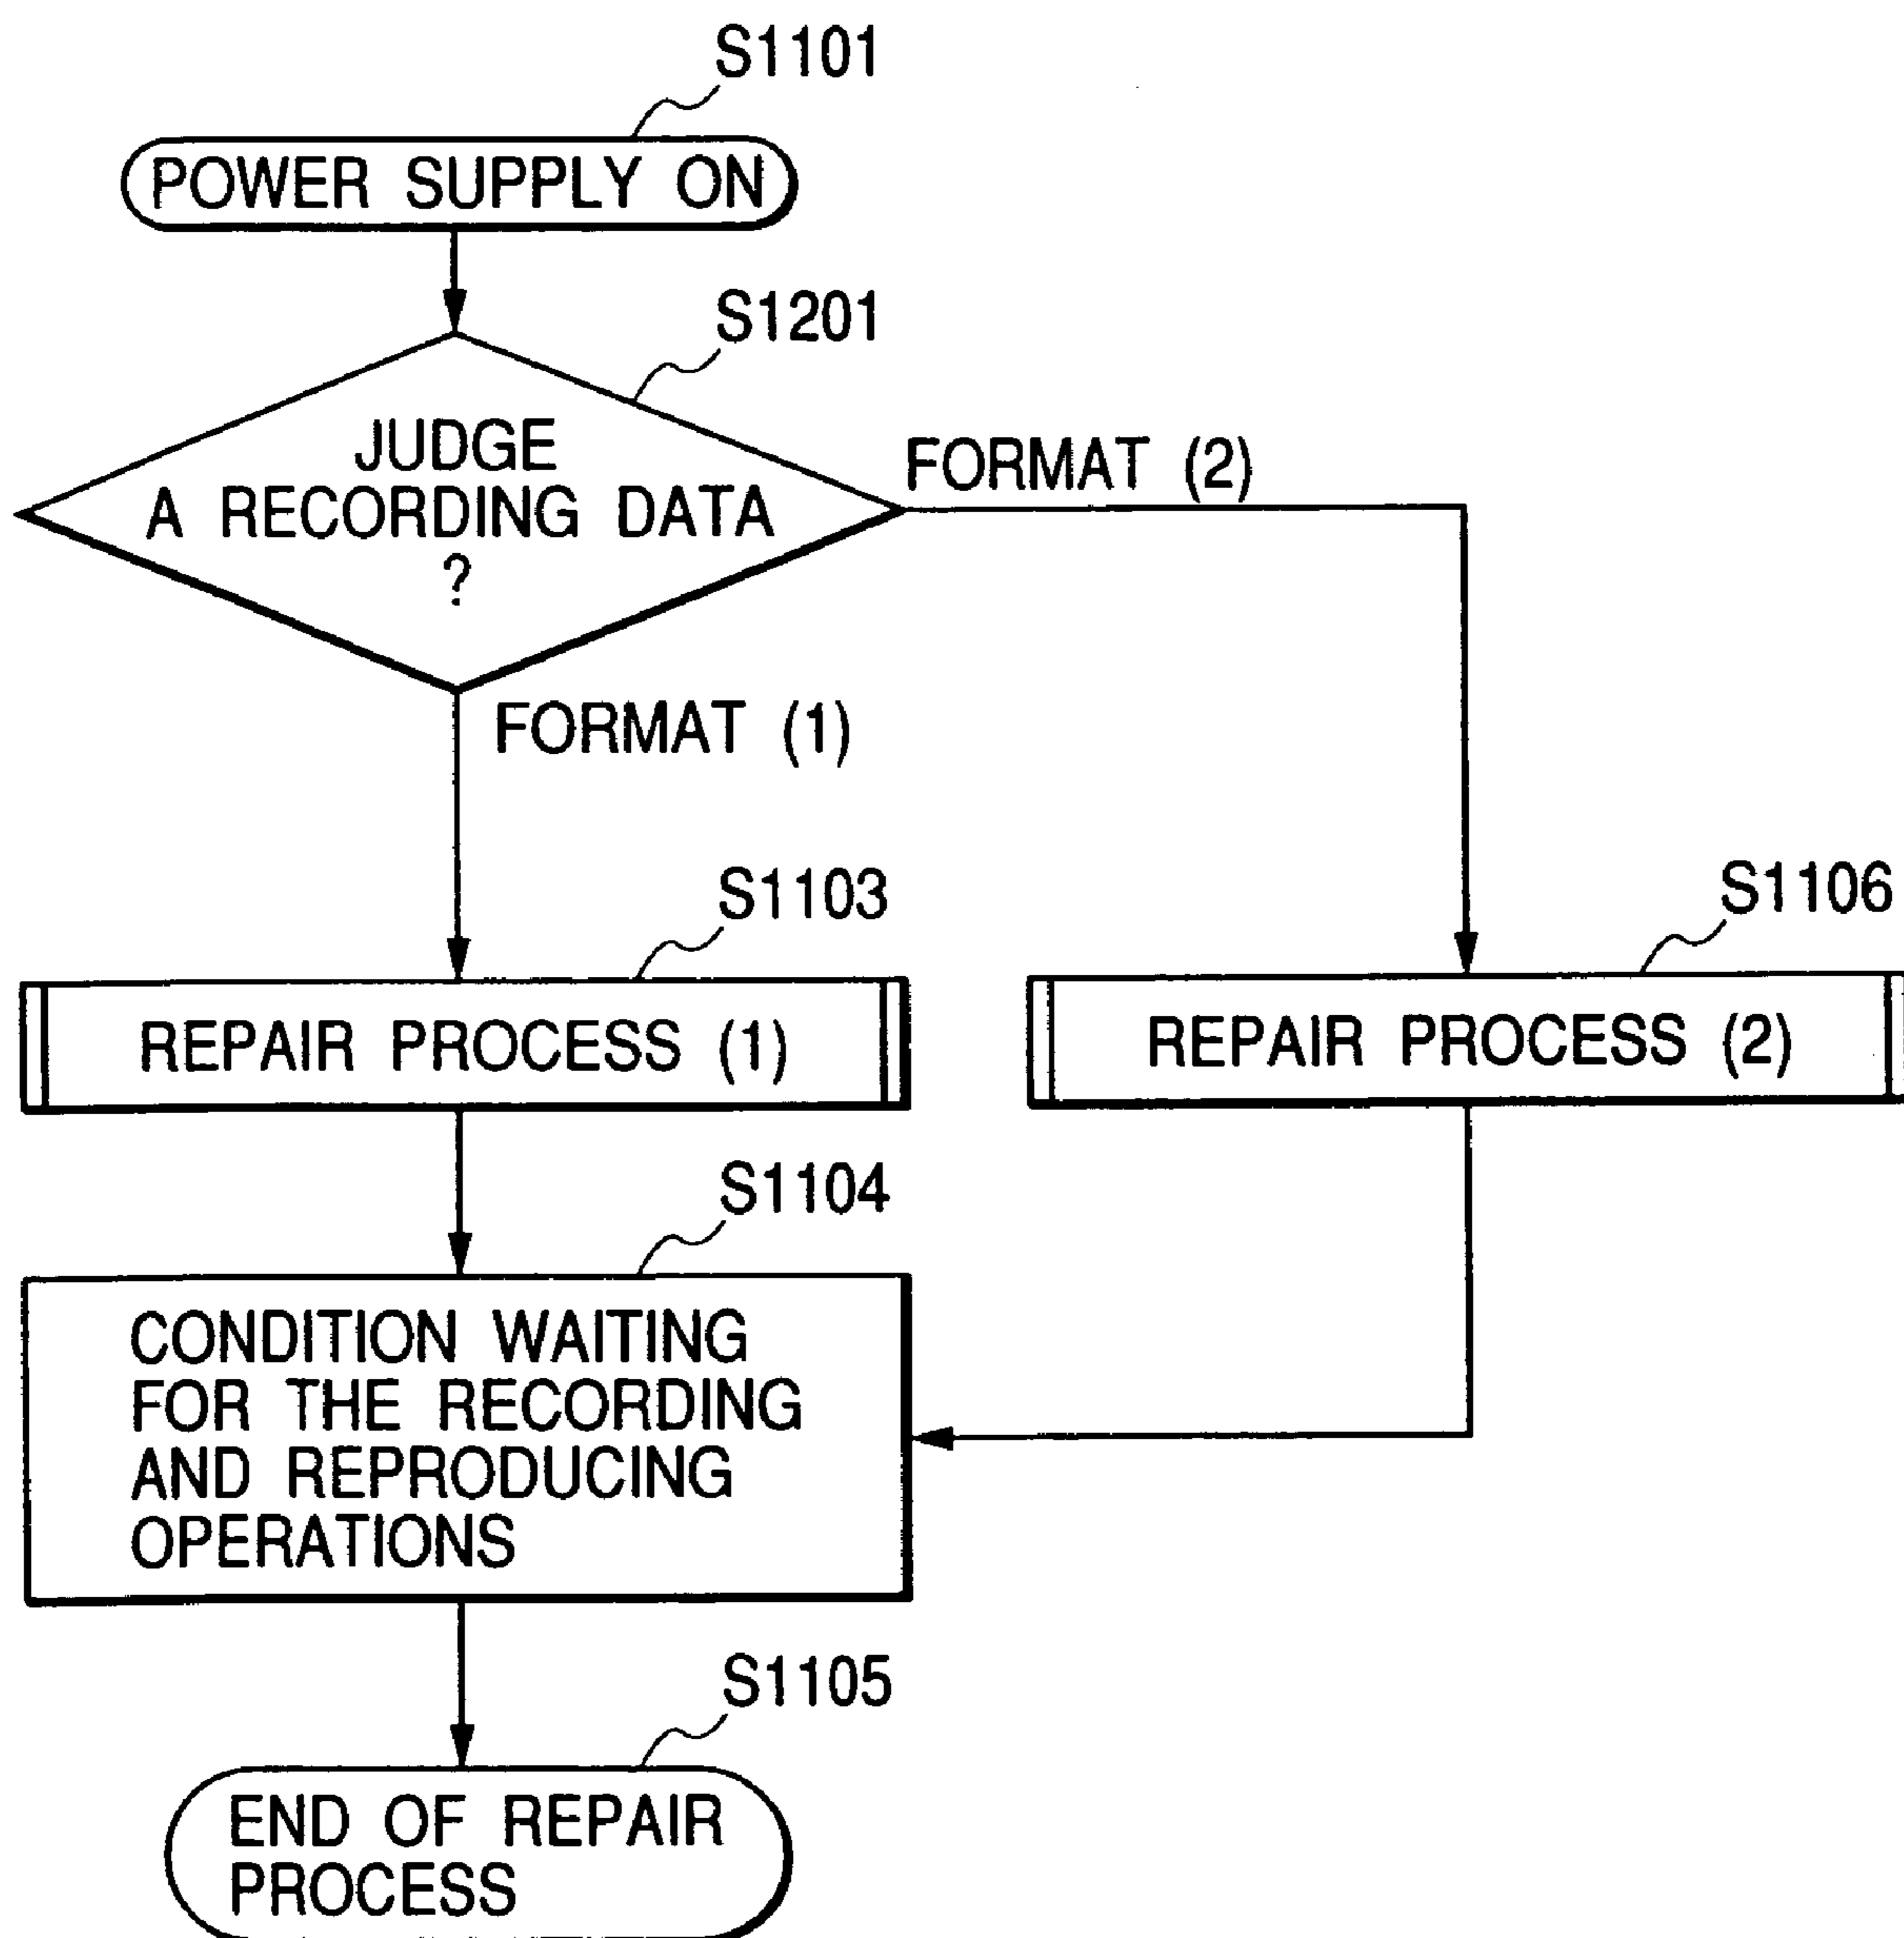 S1101
POWER SUPPLY ON
S1201
JUDGE
A RECORDING DATA
?
FORMAT (2)
FORMAT (1)
S1103
REPAIR PROCESS (1)
S1106
REPAIR PROCESS (2)
S1104
CONDITION WAITING
FOR THE RECORDING
AND REPRODUCING
OPERATIONS
S1105
END OF REPAIR
PROCESS